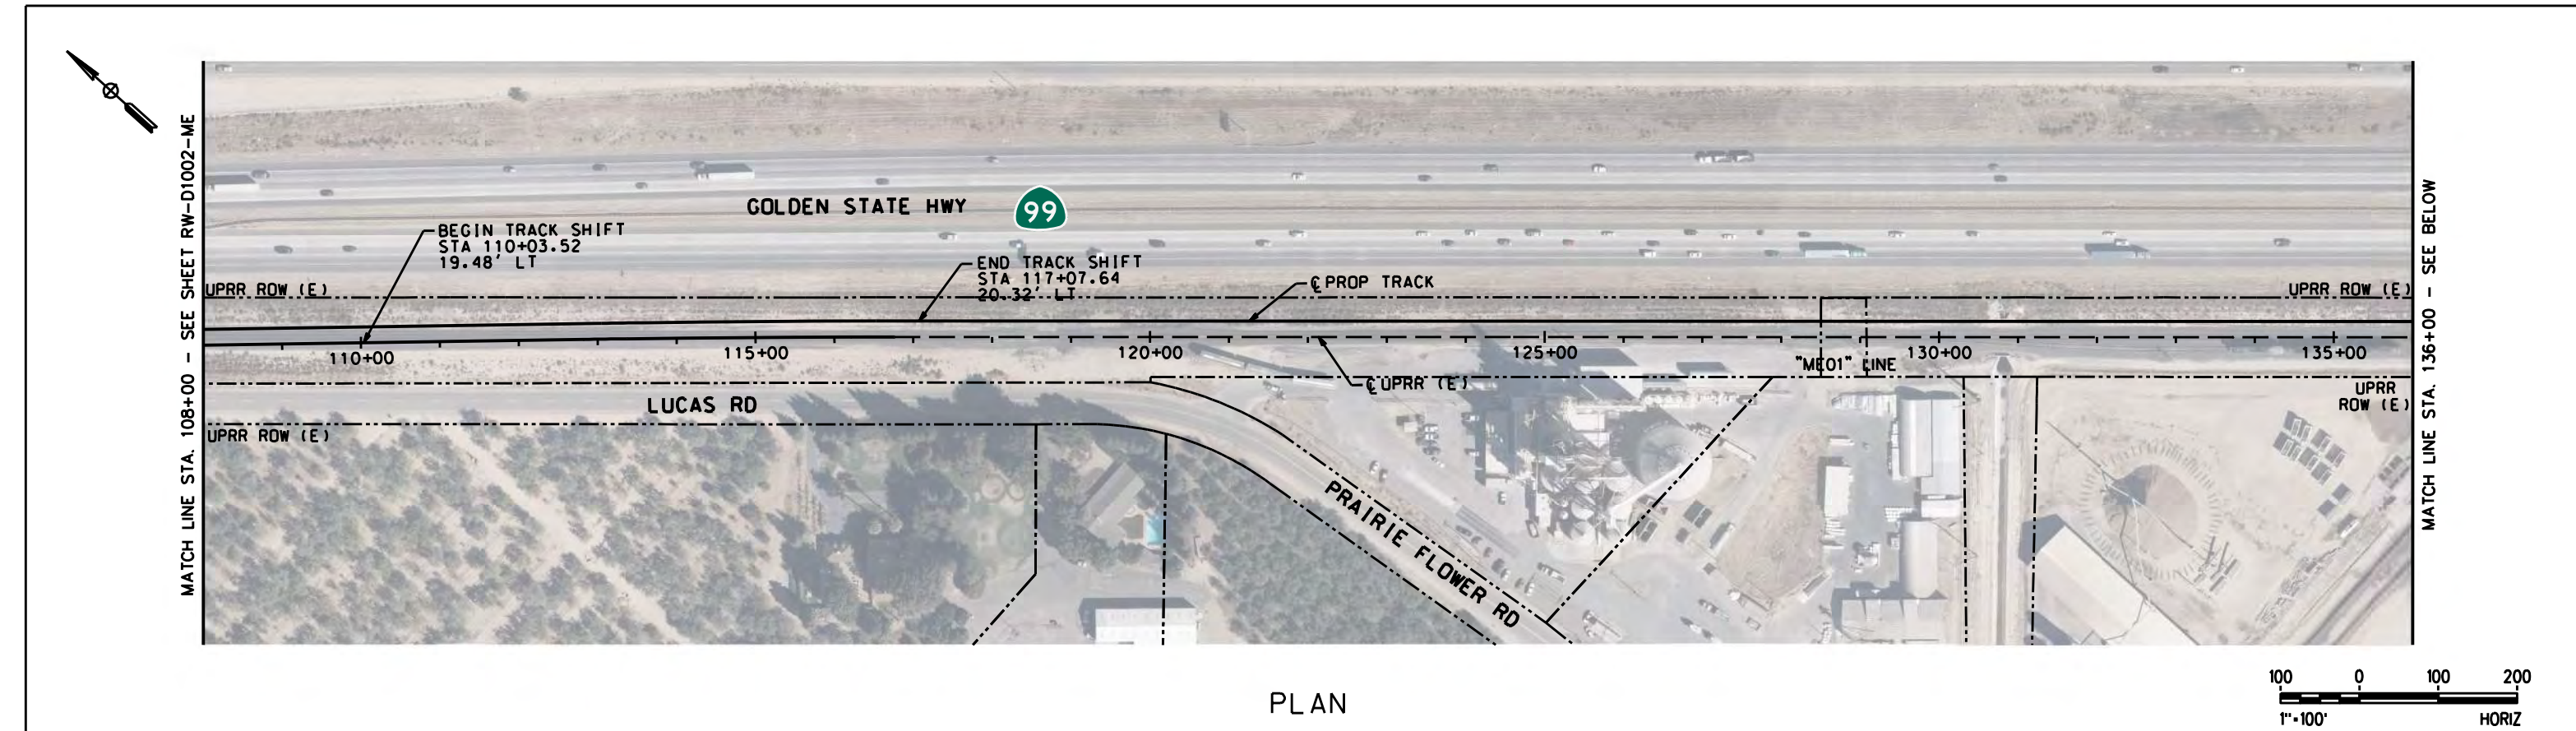 MATCH LINE STA. 108+00 - SEE SHEET RW-D1002-ME
GOLDEN STATE HWY
99
BEGIN TRACK SHIFT
STA 110+03.52
19.48' LT
END TRACK SHIFT
STA 117+07.64
20.32' LT
℄ PROP TRACK
UPRR ROW (E)
UPRR ROW (E)
110+00
115+00
120+00
125+00
130+00
135+00
"ME01" LINE
℄ UPRR (E)
UPRR
ROW (E)
LUCAS RD
UPRR ROW (E)
PRAIRIE FLOWER RD
MATCH LINE STA. 136+00 - SEE BELOW
PLAN
100 0 100 200
1"=100' HORIZ